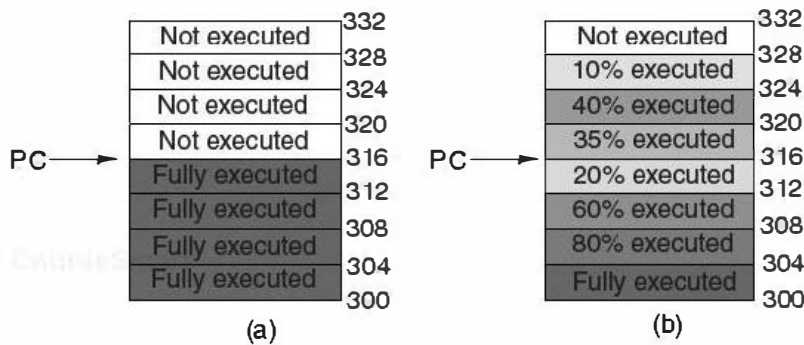 332
Not executed
328
Not executed
324
Not executed
320
Not executed
316
PC
Fully executed
312
Fully executed
308
Fully executed
304
Fully executed
300
(a)
332
Not executed
328
10% executed
324
40% executed
320
35% executed
316
PC
20% executed
312
60% executed
308
80% executed
304
Fully executed
300
(b)